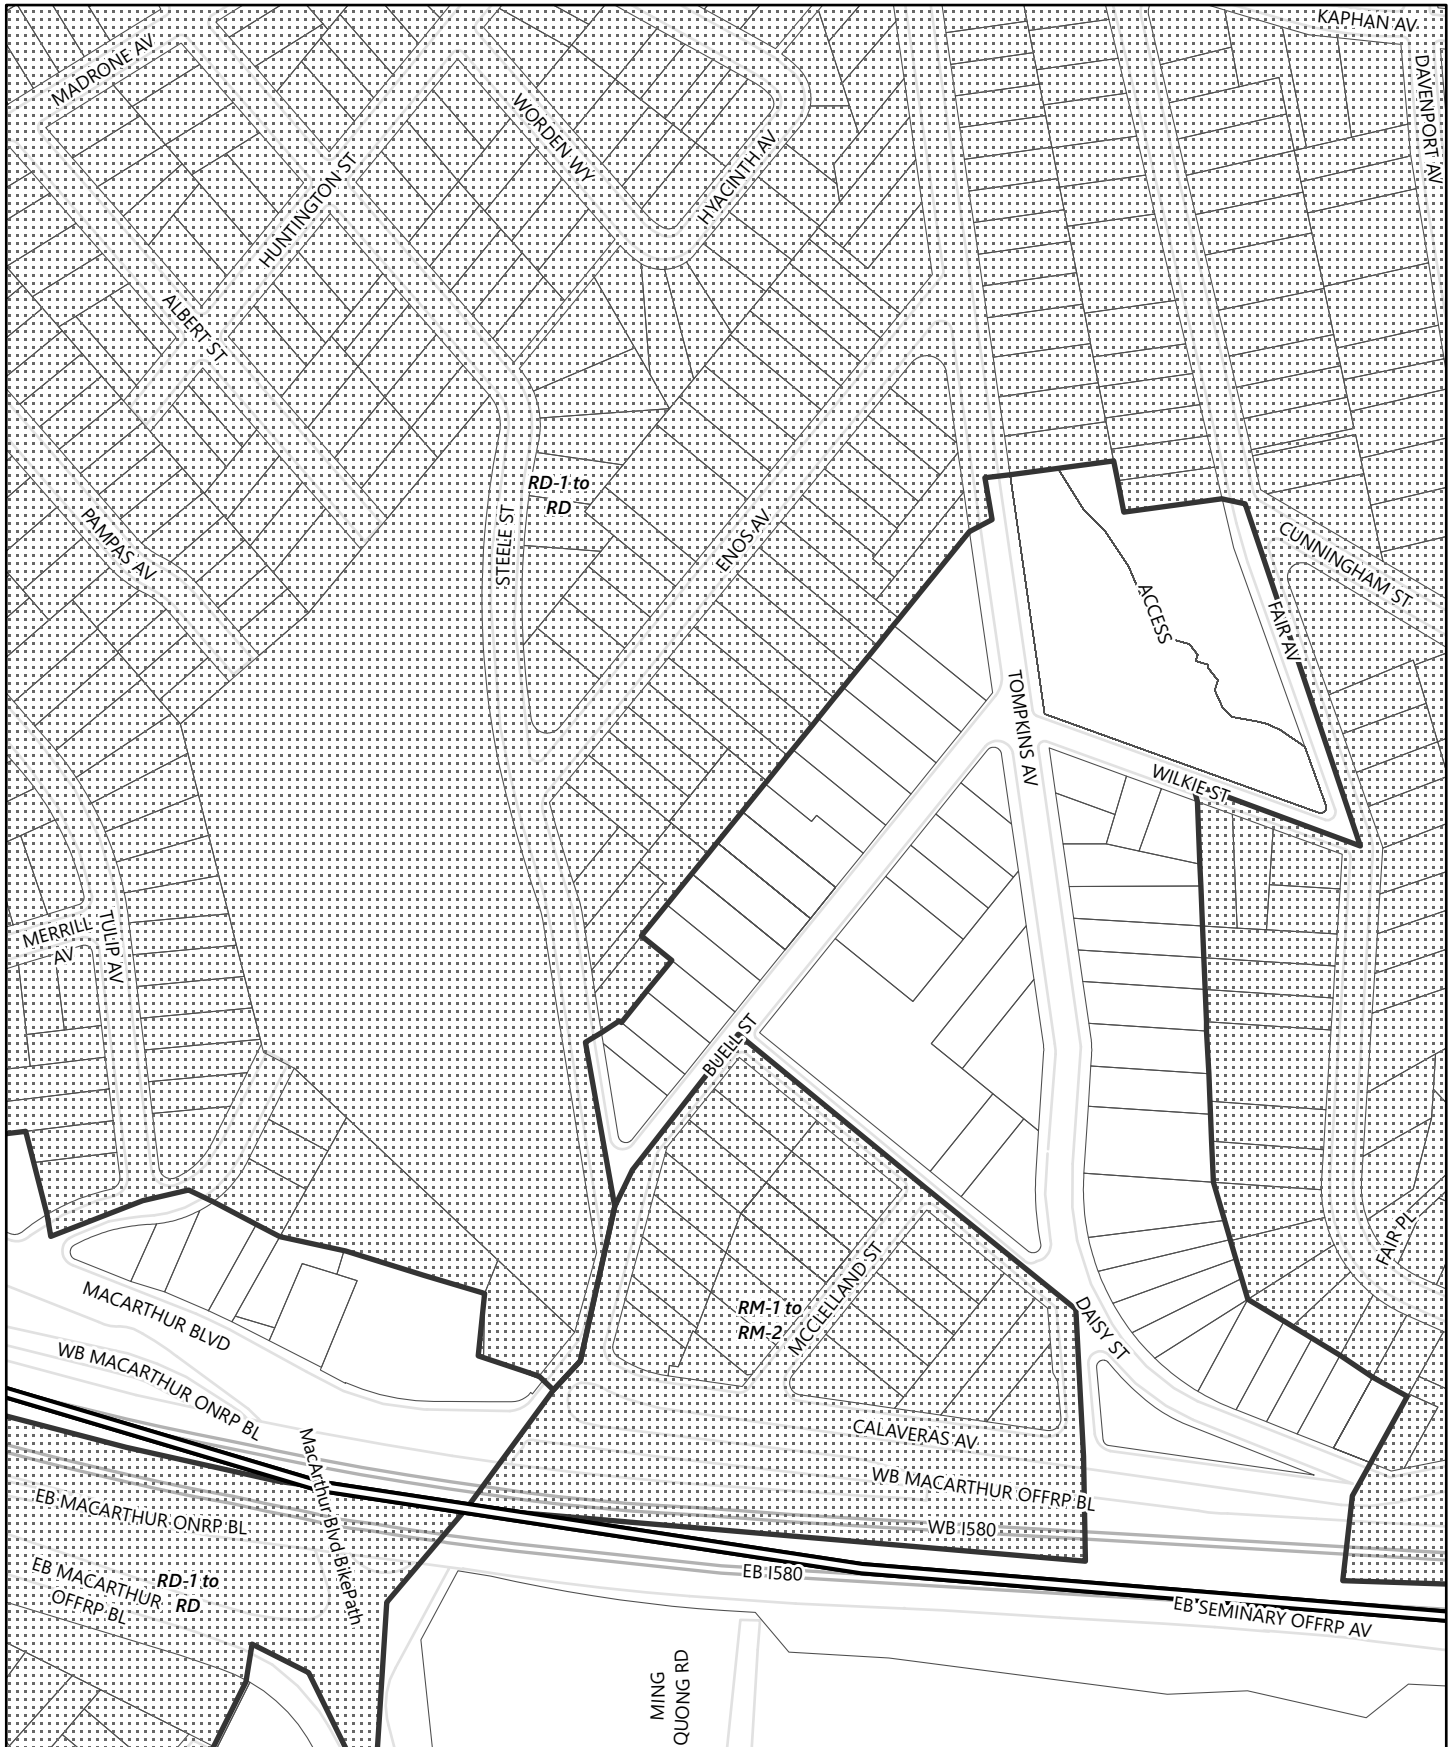 KAPHAN AV
MADRONE AV
DAVENPORT AV
WORDEN WY
HYACINTH AV
HUNTINGTON ST
ALBERT ST
RD-1 to
RD
PAMPAS AV
STEELE ST
ENOS AV
CUNNINGHAM ST
ACCESS
FAIR AV
TOMPKINS AV
WILKIE ST
MERRILL
AV
TULIP AV
BUELL ST
FAIR PL
MCCLELLAND ST
RM-1 to
RM-2
MACARTHUR BLVD
DAISY ST
WB MACARTHUR ONRP BL
CALAVERAS AV
MacArthur Blvd BikePath
WB MACARTHUR OFFRP BL
EB MACARTHUR ONRP BL
WB I580
EB I580
EB MACARTHUR
OFFRP BL
RD-1 to
RD
EB SEMINARY OFFRP AV
MING
QUONG RD